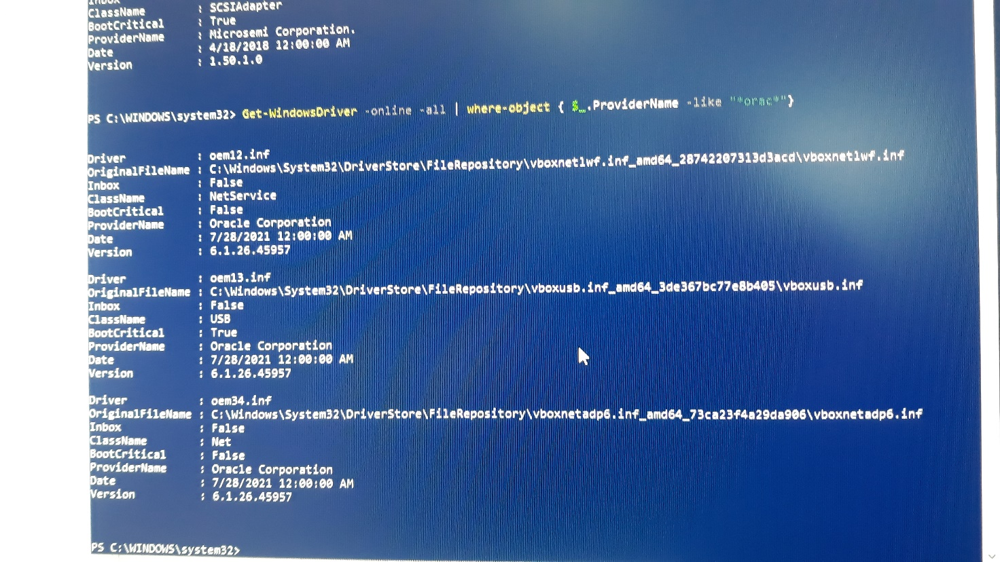 Inbox
ClassName : SCSIAdapter
BootCritical : True
ProviderName : Microsemi Corporation.
Date : 4/18/2018 12:00:00 AM
Version : 1.50.1.0
PS C:\WINDOWS\system32> Get-WindowsDriver -online -all | where-object { $_.ProviderName -like "*orac*"}
Driver : oem12.inf
OriginalFileName : C:\Windows\System32\DriverStore\FileRepository\vboxnetlwf.inf_amd64_28742207313d3acd\vboxnetlwf.inf
Inbox : False
ClassName : NetService
BootCritical : False
ProviderName : Oracle Corporation
Date : 7/28/2021 12:00:00 AM
Version : 6.1.26.45957
Driver : oem13.inf
OriginalFileName : C:\Windows\System32\DriverStore\FileRepository\vboxusb.inf_amd64_3de367bc77e8b405\vboxusb.inf
Inbox : False
ClassName : USB
BootCritical : True
ProviderName : Oracle Corporation
Date : 7/28/2021 12:00:00 AM
Version : 6.1.26.45957
Driver : oem34.inf
OriginalFileName : C:\Windows\System32\DriverStore\FileRepository\vboxnetadp6.inf_amd64_73ca23f4a29da906\vboxnetadp6.inf
Inbox : False
ClassName : Net
BootCritical : False
ProviderName : Oracle Corporation
Date : 7/28/2021 12:00:00 AM
Version : 6.1.26.45957
PS C:\WINDOWS\system32>